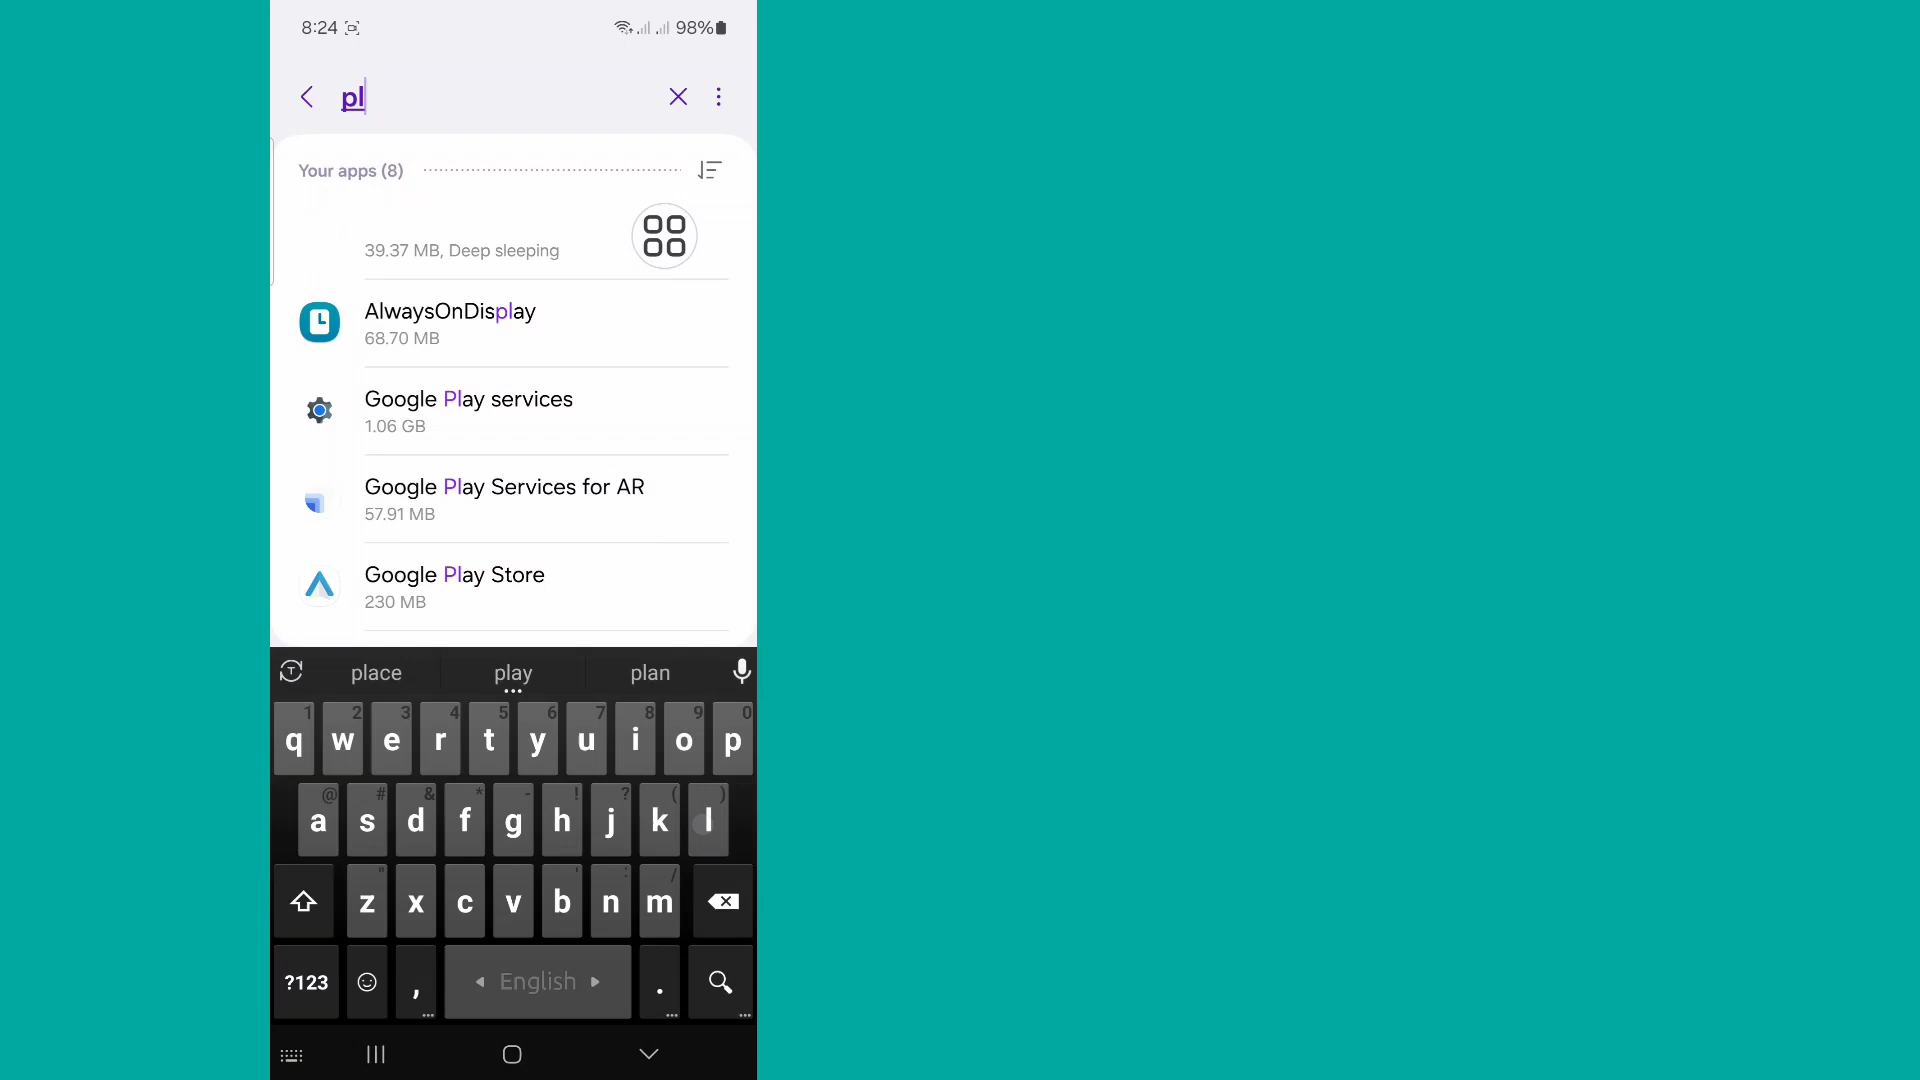 8:24
98%
pl
Your apps (8)
39.37 MB, Deep sleeping
AlwaysOnDisplay
68.70 MB
Google Play services
1.06 GB
Google Play Services for AR
57.91 MB
Google Play Store
230 MB
T
place play plan
1 2 3 4 5 6 7 8 9 0
q w e r t y u i o p
@ # & * - ! ? ( )
a s d f g h j k l
" ' : /
z x c v b n m
?123 , English .